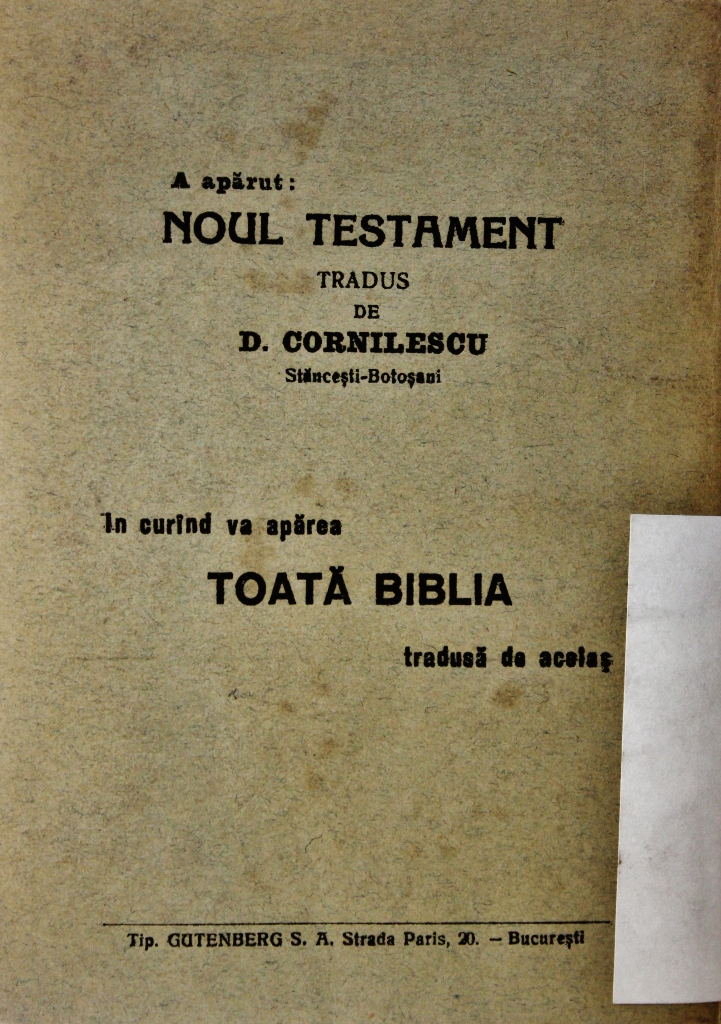 A apărut:
NOUL TESTAMENT
TRADUS
DE
D. CORNILESCU
Stăncești-Botoșani
In curînd va apărea
TOATĂ BIBLIA
tradusă de acelaș
Tip. GUTENBERG S. A. Strada Paris, 20. — București